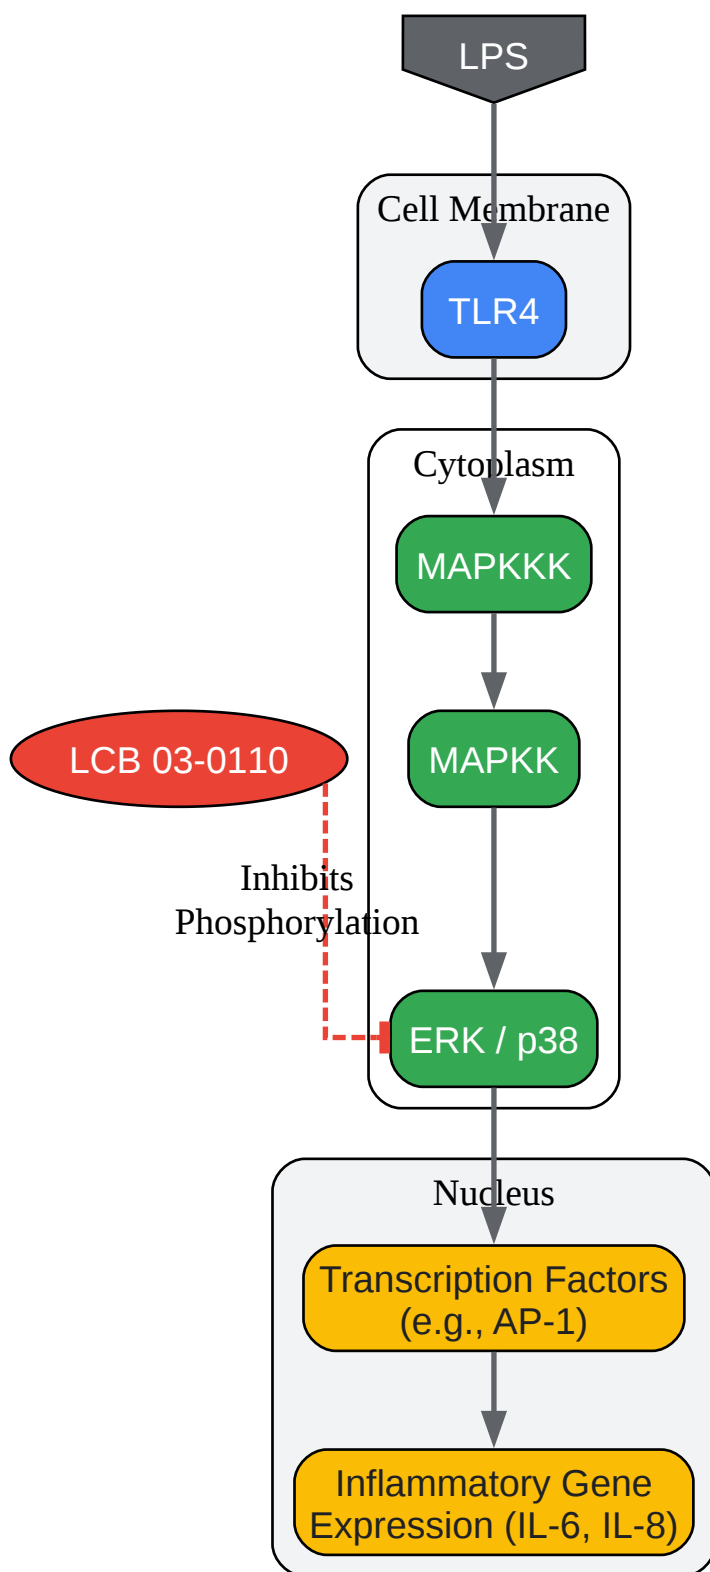 LPS
Cell Membrane
TLR4
Cytoplasm
MAPKKK
LCB 03-0110
MAPKK
Inhibits
Phosphorylation
ERK / p38
Nucleus
Transcription Factors
(e.g., AP-1)
Inflammatory Gene
Expression (IL-6, IL-8)